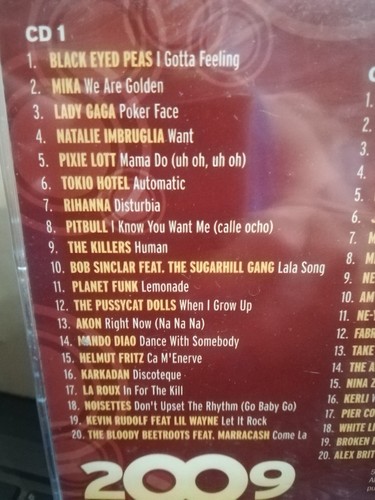 CD 1
1. BLACK EYED PEAS I Gotta Feeling
2. MIKA We Are Golden
3. LADY GAGA Poker Face
4. NATALIE IMBRUGLIA Want
5. PIXIE LOTT Mama Do (uh oh, uh oh)
6. TOKIO HOTEL Automatic
7. RIHANNA Disturbia
8. PITBULL I Know You Want Me (calle ocho)
9. THE KILLERS Human
10. BOB SINCLAR FEAT. THE SUGARHILL GANG Lala Song
11. PLANET FUNK Lemonade
12. THE PUSSYCAT DOLLS When I Grow Up
13. AKON Right Now (Na Na Na)
14. MANDO DIAO Dance With Somebody
15. HELMUT FRITZ Ca M'Enerve
16. KARKADAN Discoteque
17. LA ROUX In For The Kill
18. NOISETTES Don't Upset The Rhythm (Go Baby Go)
19. KEVIN RUDOLF FEAT LIL WAYNE Let It Rock
20. THE BLOODY BEETROOTS FEAT. MARRACASH Come La
2009
1.
2.
3.
4.
5.
6.
7.
8.
9. NE
10. AM
11. NE-
12. FABR
13. TAKE
14. THE A
15. NINA
16. KERLI
17. PIER CO
18. WHITE LI
19. BROKEN
20. ALEX BRIT